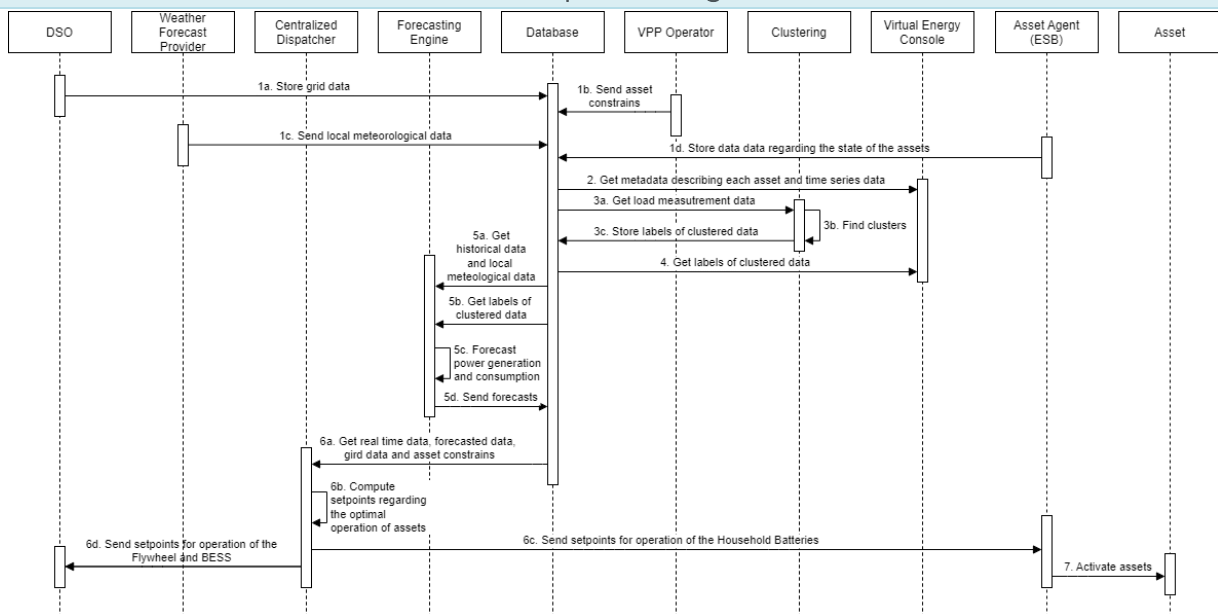 DSO
Weather
Forecast
Provider
Centralized
Dispatcher
Forecasting
Engine
Database
VPP Operator
Clustering
Virtual Energy
Console
Asset Agent
(ESB)
Asset
1a. Store grid data
1b. Send asset
constrains
1c. Send local meteorological data
1d. Store data data regarding the state of the assets
2. Get metadata describing each asset and time series data
3a. Get load measutrement data
3b. Find clusters
3c. Store labels of clustered data
4. Get labels of clustered data
5a. Get
historical data
and local
meteological data
5b. Get labels of
clustered data
5c. Forecast
power generation
and consumption
5d. Send forecasts
6a. Get real time data, forecasted data,
gird data and asset constrains
6b. Compute
setpoints regarding
the optimal
operation of assets
6c. Send setpoints for operation of the Household Batteries
6d. Send setpoints for operation of the
Flywheel and BESS
7. Activate assets